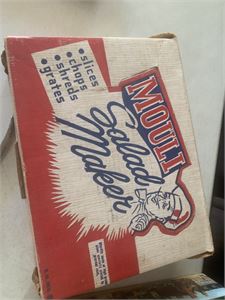 • slices
• chops
• shreds
• grates
MOULI
Salad
Maker